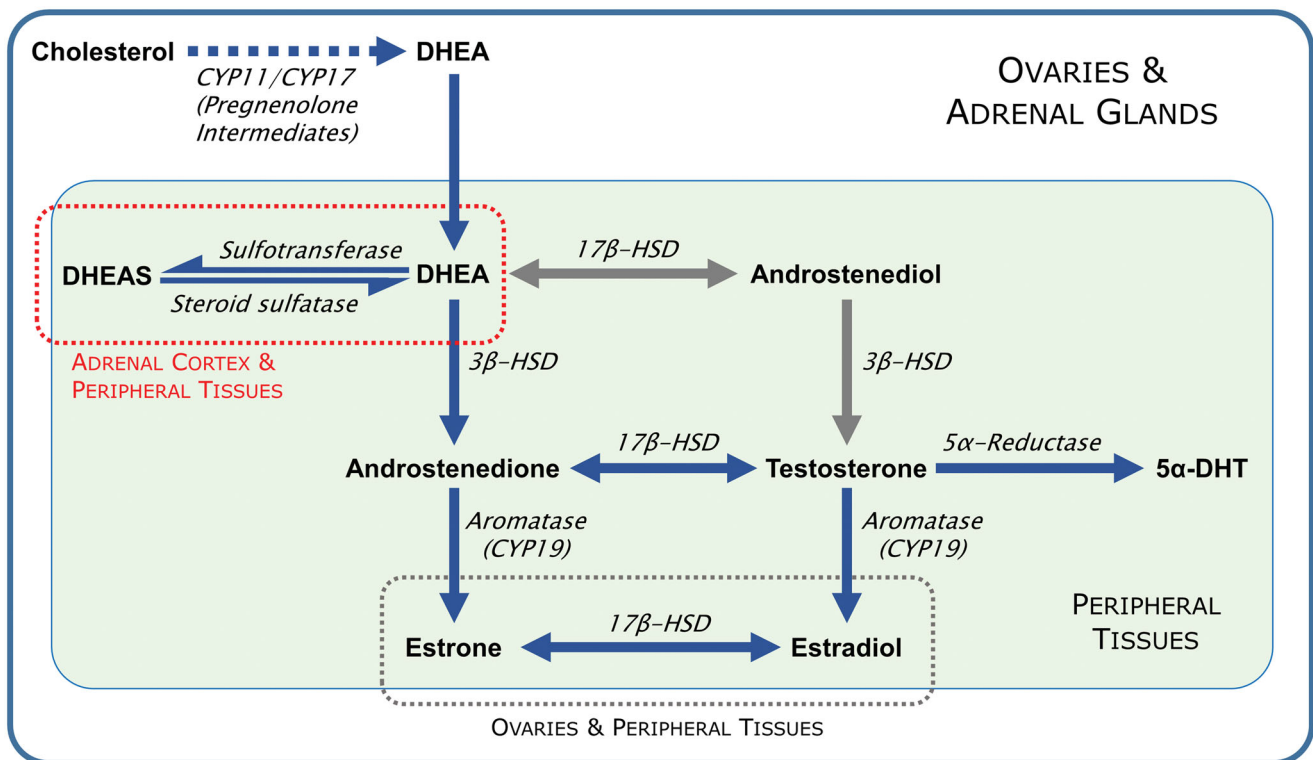 Cholesterol
DHEA
CYP11/CYP17
(Pregnenolone
Intermediates)
OVARIES &
ADRENAL GLANDS
DHEAS
Sulfotransferase
Steroid sulfatase
DHEA
17β-HSD
Androstenediol
ADRENAL CORTEX &
PERIPHERAL TISSUES
3β-HSD
3β-HSD
Androstenedione
17β-HSD
Testosterone
5α-Reductase
5α-DHT
Aromatase
(CYP19)
Aromatase
(CYP19)
Estrone
17β-HSD
Estradiol
PERIPHERAL
TISSUES
OVARIES & PERIPHERAL TISSUES